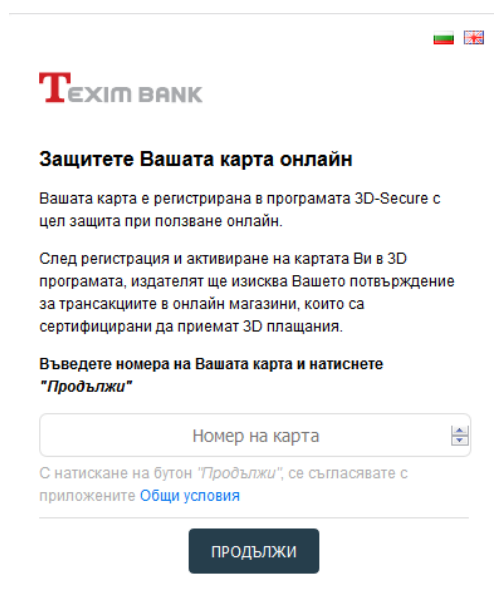 TEXIM BANK
Защитете Вашата карта онлайн
Вашата карта е регистрирана в програмата 3D-Secure с
цел защита при ползване онлайн.
След регистрация и активиране на картата Ви в 3D
програмата, издателят ще изисква Вашето потвърждение
за трансакциите в онлайн магазини, които са
сертифицирани да приемат 3D плащания.
Въведете номера на Вашата карта и натиснете
"Продължи"
Номер на карта
С натискане на бутон "Продължи", се съгласявате с
приложените Общи условия
ПРОДЪЛЖИ